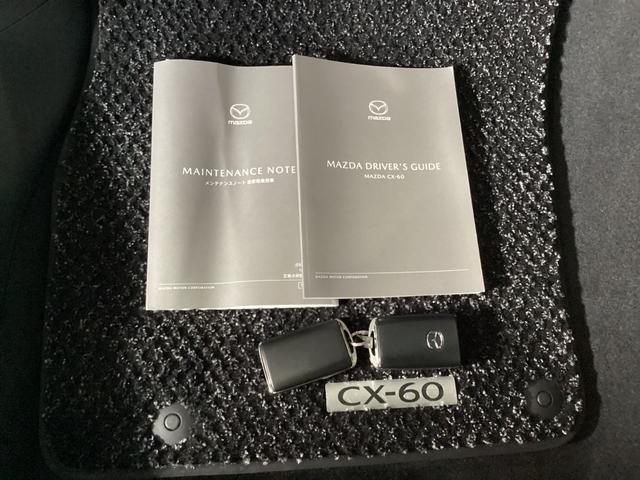 mazda
MAINTENANCE NOTE
メンテナンスノート
MAZDA MOTOR CORPORATION
mazda
MAZDA DRIVER'S GUIDE
MAZDA CX-60
MAZDA MOTOR CORPORATION
CX-60